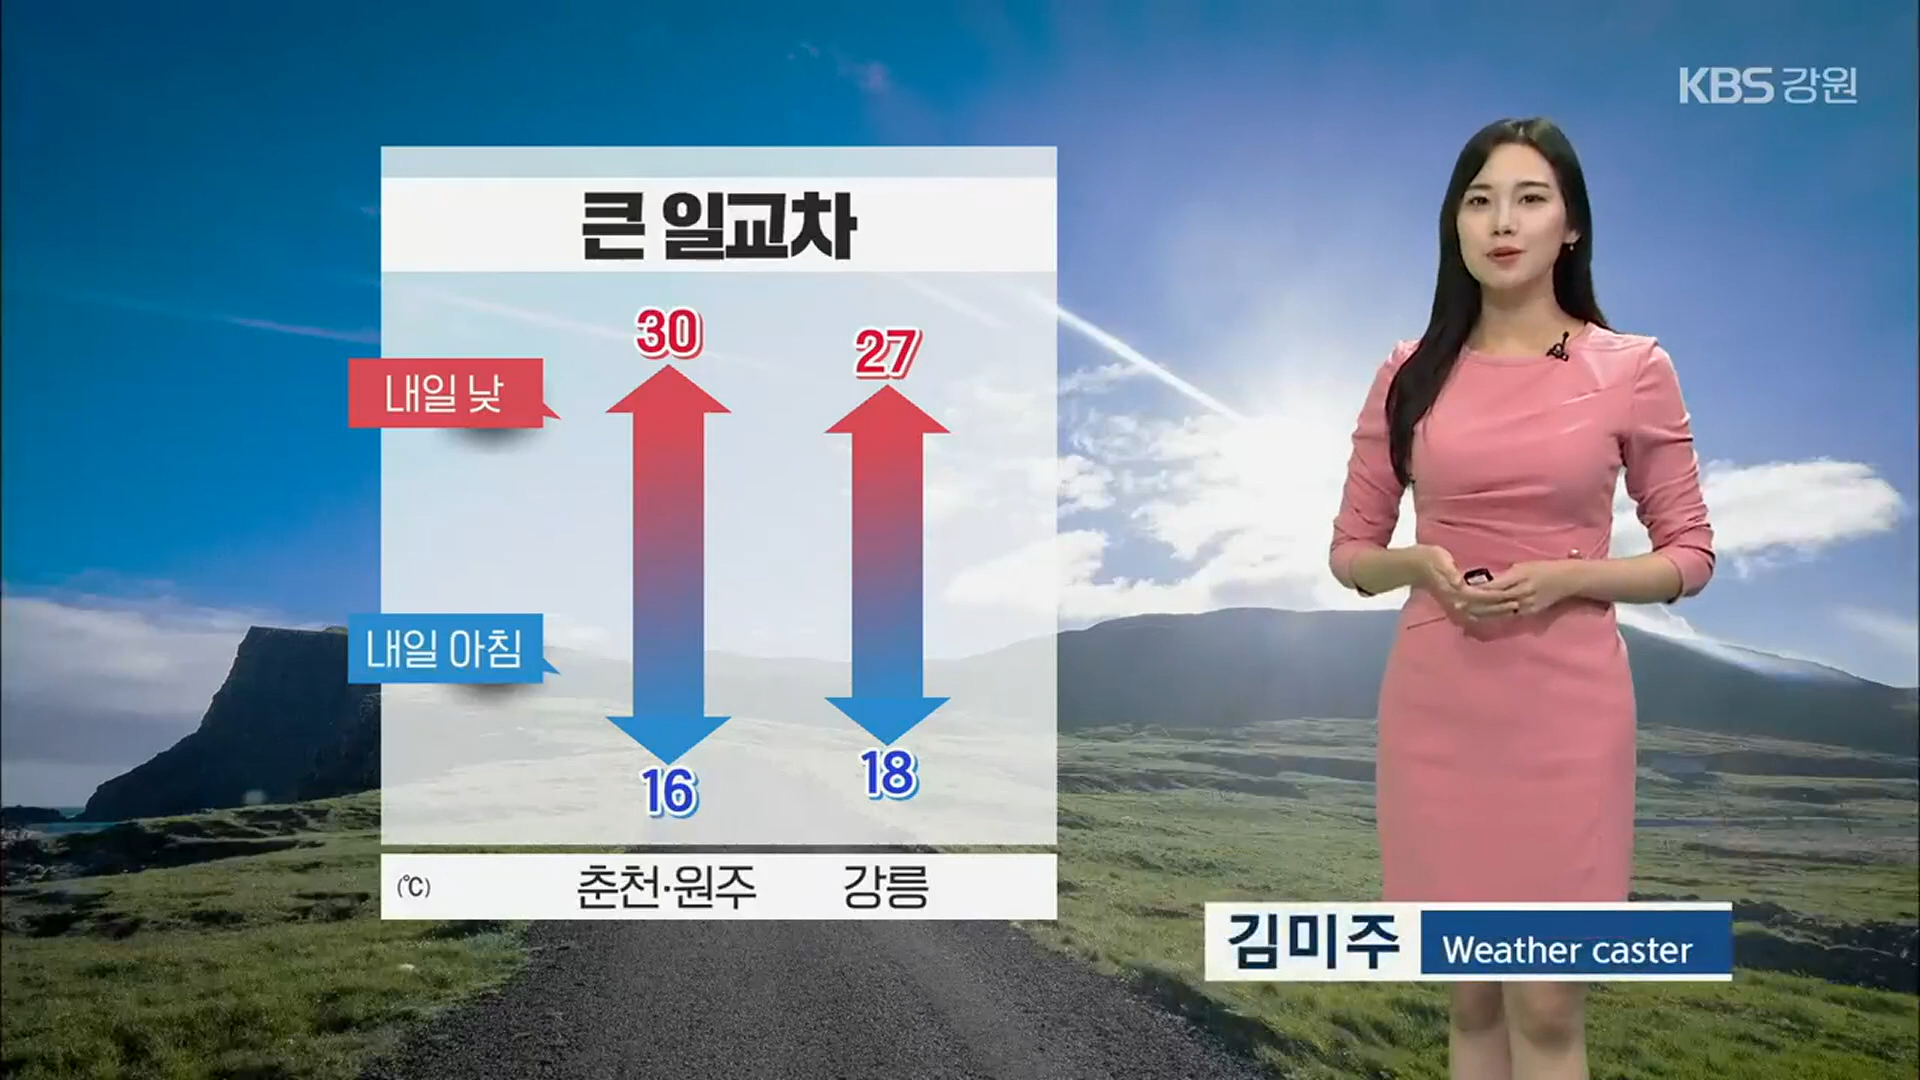 KBS 강원
큰 일교차
30
27
내일 낮
내일 아침
16
18
(℃)
춘천·원주
강릉
김미주
Weather caster